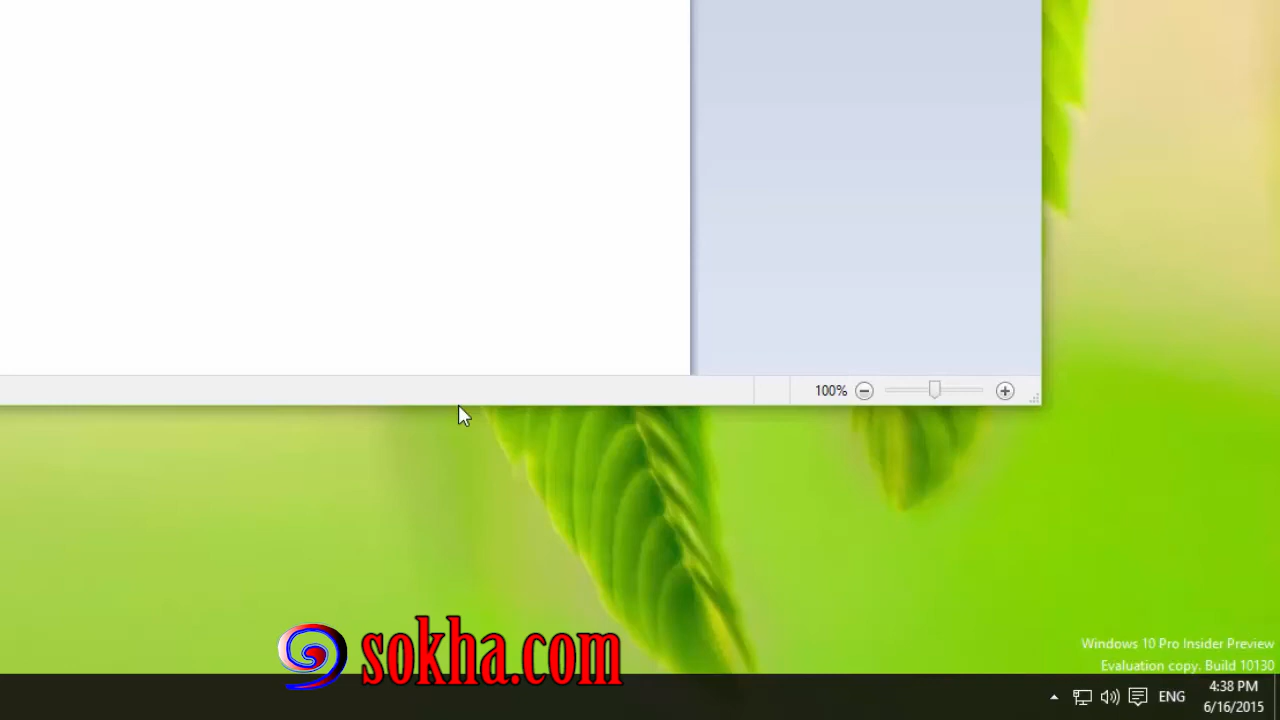 100%
sokha.com
Windows 10 Pro Insider Preview
Evaluation copy. Build 10130
ENG
4:38 PM
6/16/2015